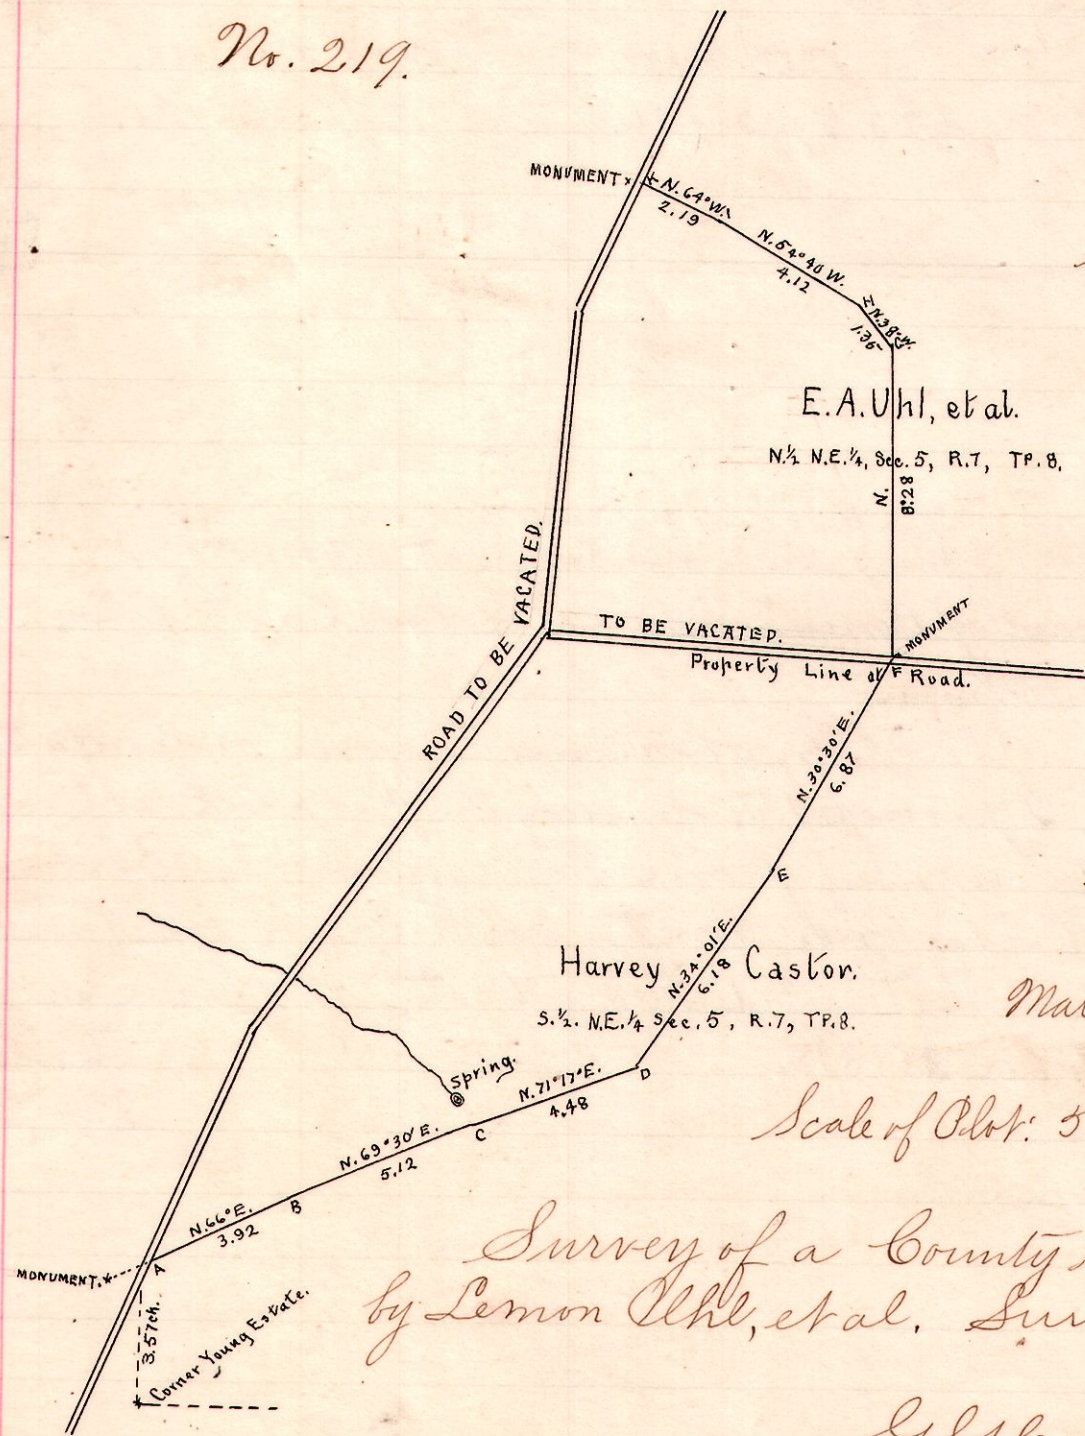 No. 219.
MONUMENT
N. 64° W.
2.19
N. 54° 40 W.
4.12
N. 38 W.
1.36
E. A. Uhl, et al.
N. ½ N.E. ¼, Sec. 5, R. 7, TP. 8,
N.
8.28
ROAD TO BE VACATED.
TO BE VACATED.
MONUMENT
Property Line at F Road.
N. 30° 30' E.
6.87
E
N. 34° 01' E.
6.18
Harvey Castor.
S. ½. N.E. ¼ Sec. 5, R. 7, TP. 8.
D
Spring.
N. 71° 17' E.
4.48
C
Scale of Plot: 5
N. 69° 30' E.
5.12
B
N. 66° E.
3.92
A
MONUMENT.
Survey of a County
by Lemon Uhl, et al. Sur
3.57 ch.
Corner Young Estate.